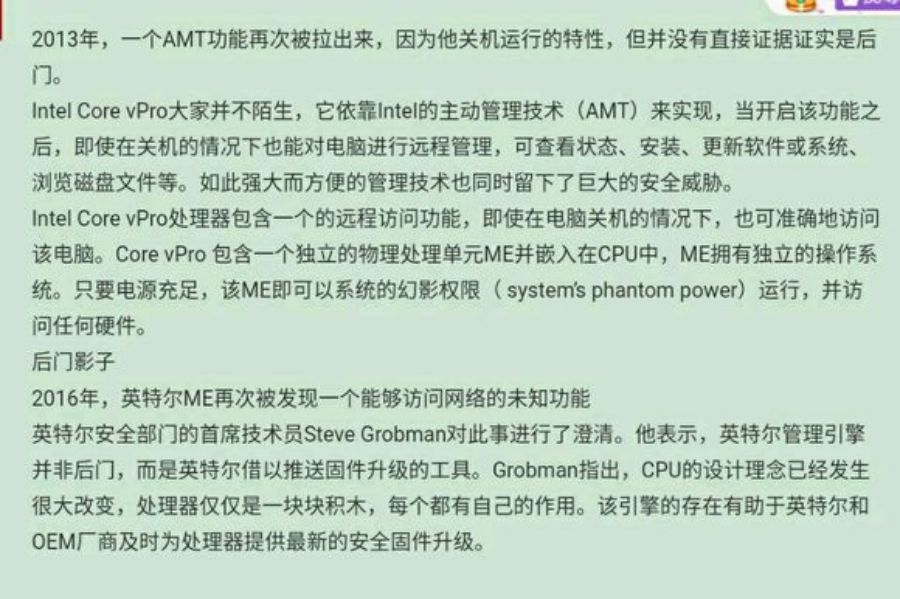 2013年，一个AMT功能再次被拉出来，因为他关机运行的特性，但并没有直接证据证实是后
门。
Intel Core vPro大家并不陌生，它依靠Intel的主动管理技术（AMT）来实现，当开启该功能之
后，即使在关机的情况下也能对电脑进行远程管理，可查看状态、安装、更新软件或系统、
浏览磁盘文件等。如此强大而方便的管理技术也同时留下了巨大的安全威胁。
Intel Core vPro处理器包含一个的远程访问功能，即使在电脑关机的情况下，也可准确地访问
该电脑。Core vPro 包含一个独立的物理处理单元ME并嵌入在CPU中，ME拥有独立的操作系
统。只要电源充足，该ME即可以系统的幻影权限（ system’s phantom power）运行，并访
问任何硬件。
后门影子
2016年，英特尔ME再次被发现一个能够访问网络的未知功能
英特尔安全部门的首席技术员Steve Grobman对此事进行了澄清。他表示，英特尔管理引擎
并非后门，而是英特尔借以推送固件升级的工具。Grobman指出，CPU的设计理念已经发生
很大改变，处理器仅仅是一块块积木，每个都有自己的作用。该引擎的存在有助于英特尔和
OEM厂商及时为处理器提供最新的安全固件升级。